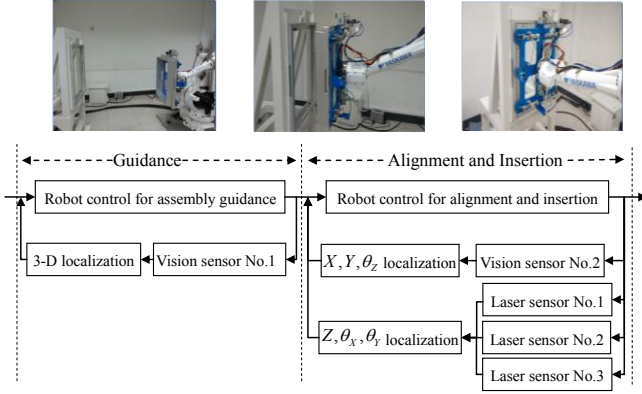 YASKAWA
YASKAWA
Guidance
Alignment and Insertion
Robot control for assembly guidance
Robot control for alignment and insertion
3-D localization
Vision sensor No.1
X, Y, θ_Z localization
Vision sensor No.2
Z, θ_X, θ_Y localization
Laser sensor No.1
Laser sensor No.2
Laser sensor No.3